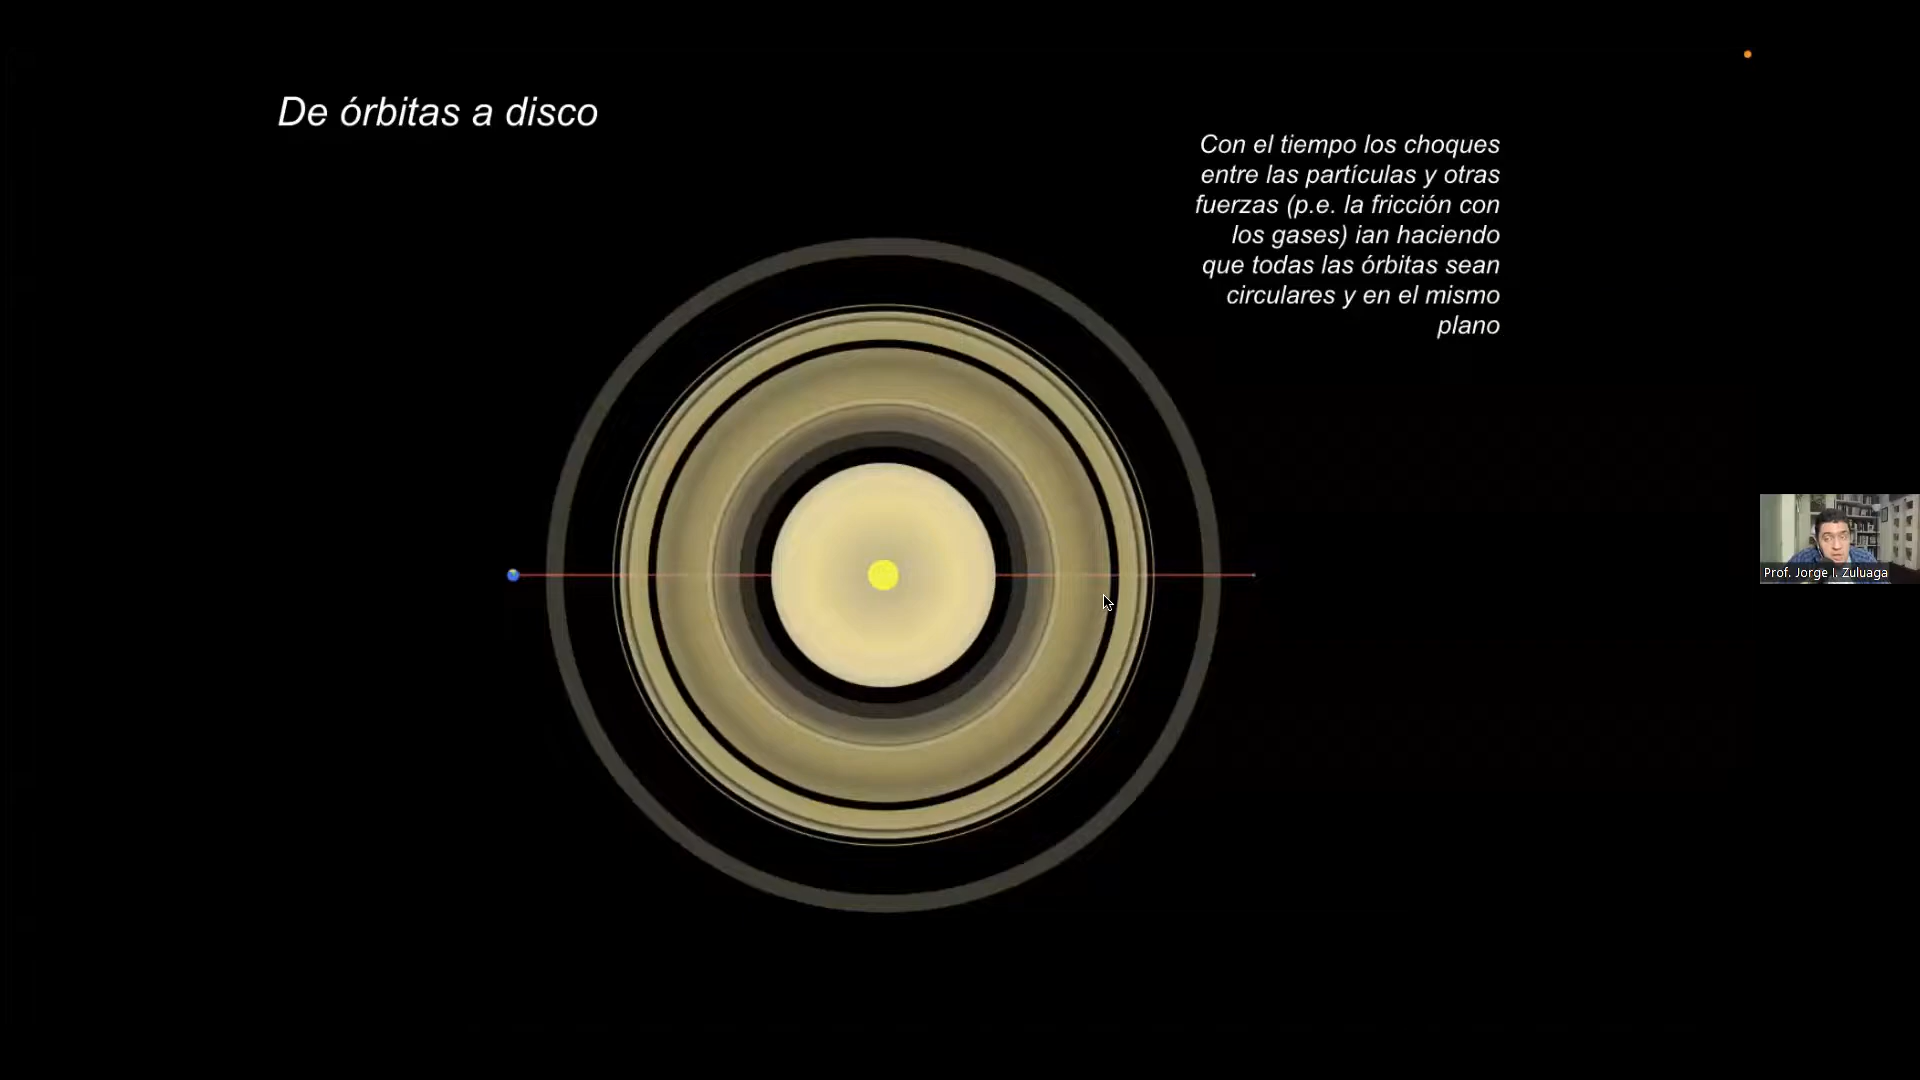 De órbitas a disco
Con el tiempo los choques
entre las partículas y otras
fuerzas (p.e. la fricción con
los gases) ian haciendo
que todas las órbitas sean
circulares y en el mismo
plano
Prof. Jorge I. Zuluaga